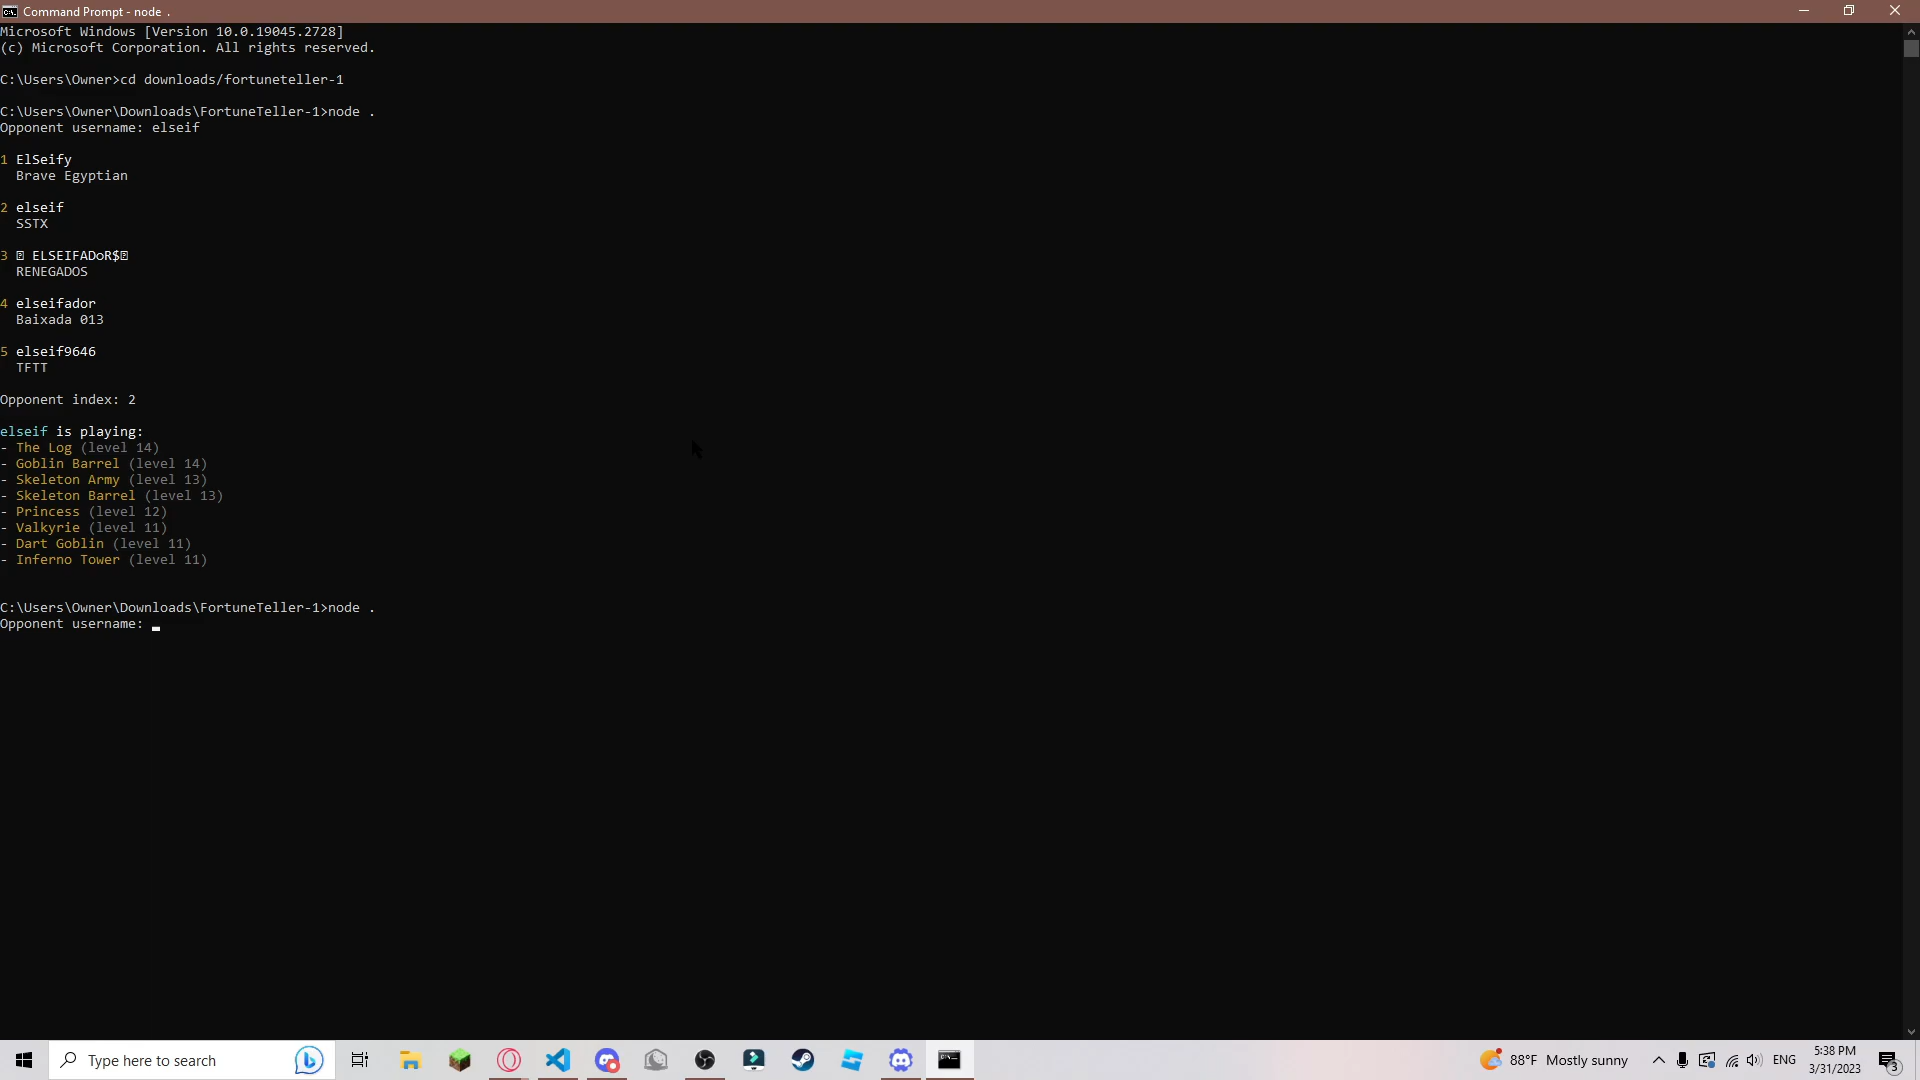 Command Prompt - node .
Microsoft Windows [Version 10.0.19045.2728]
(c) Microsoft Corporation. All rights reserved.
C:\Users\Owner>cd downloads/fortuneteller-1
C:\Users\Owner\Downloads\FortuneTeller-1>node .
Opponent username: elseif
1 ElSeify
Brave Egyptian
2 elseif
SSTX
3 ⍰ ELSEIFADoR$⍰
RENEGADOS
4 elseifador
Baixada 013
5 elseif9646
TFTT
Opponent index: 2
elseif is playing:
- The Log (level 14)
- Goblin Barrel (level 14)
- Skeleton Army (level 13)
- Skeleton Barrel (level 13)
- Princess (level 12)
- Valkyrie (level 11)
- Dart Goblin (level 11)
- Inferno Tower (level 11)
C:\Users\Owner\Downloads\FortuneTeller-1>node .
Opponent username:
Type here to search
88°F Mostly sunny
ENG
5:38 PM
3/31/2023
3